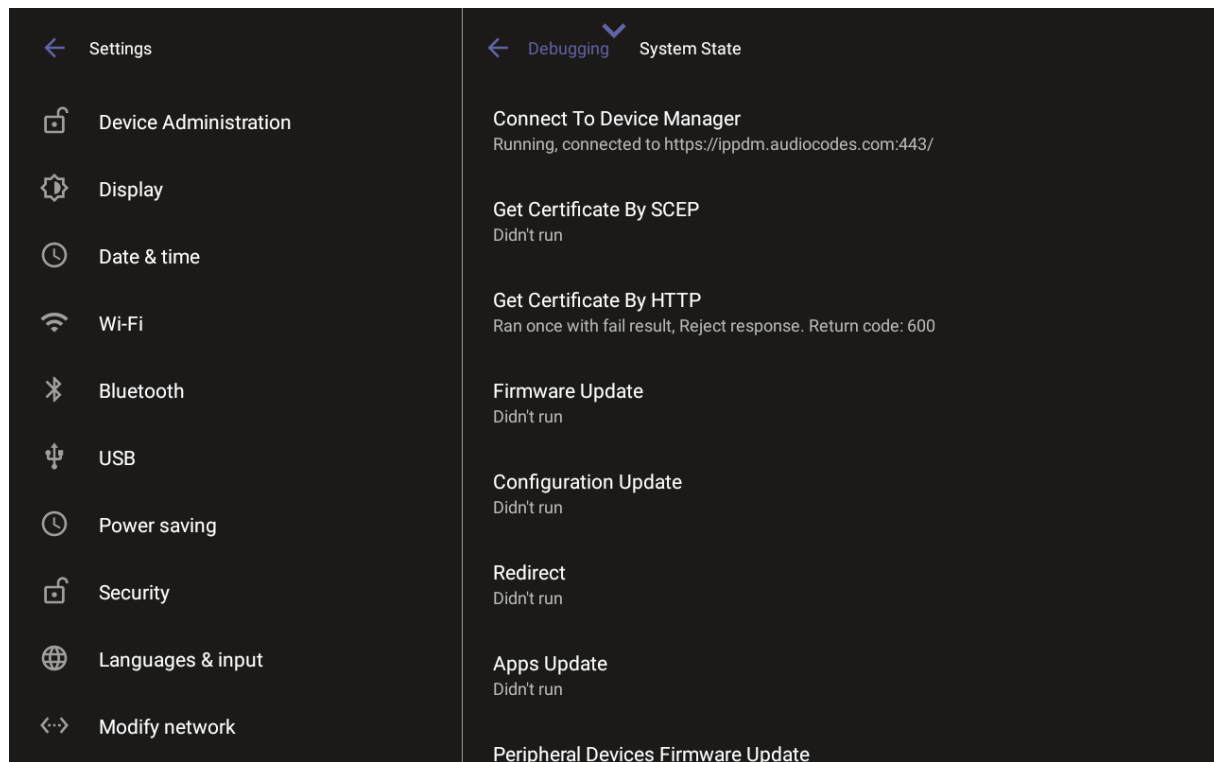 Settings
Device Administration
Display
Date & time
Wi-Fi
Bluetooth
USB
Power saving
Security
Languages & input
Modify network
Debugging System State
Connect To Device Manager
Running, connected to https://ippdm.audiocodes.com:443/
Get Certificate By SCEP
Didn't run
Get Certificate By HTTP
Ran once with fail result, Reject response. Return code: 600
Firmware Update
Didn't run
Configuration Update
Didn't run
Redirect
Didn't run
Apps Update
Didn't run
Peripheral Devices Firmware Update